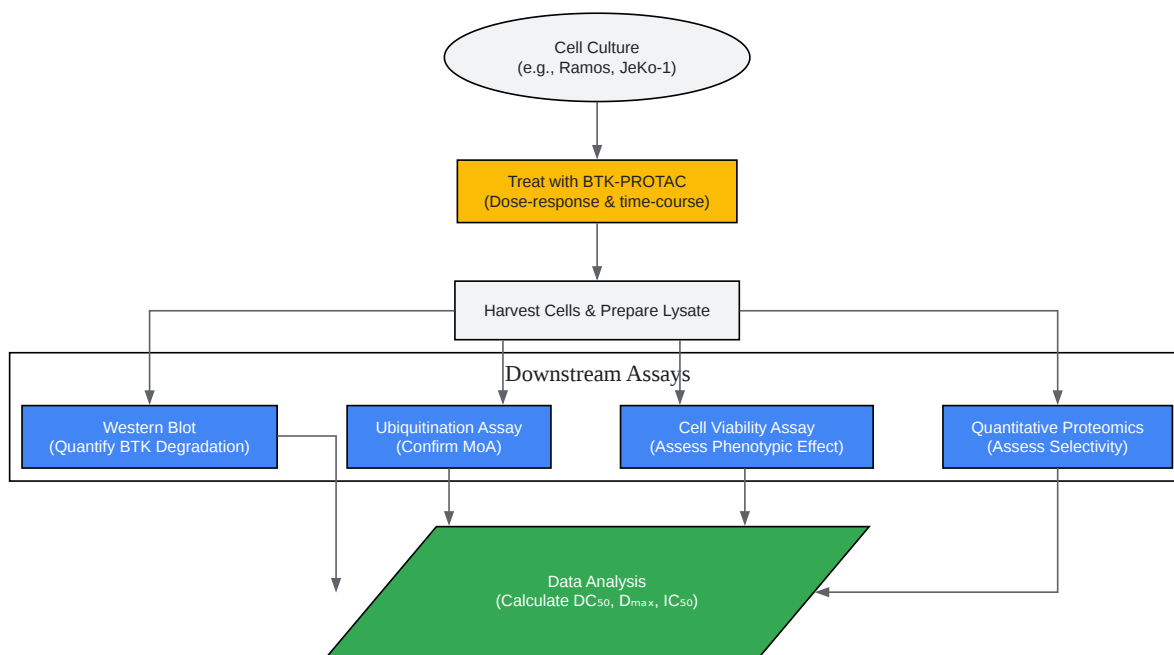 Cell Culture
(e.g., Ramos, JeKo-1)
Treat with BTK-PROTAC
(Dose-response & time-course)
Harvest Cells & Prepare Lysate
Downstream Assays
Western Blot
(Quantify BTK Degradation)
Ubiquitination Assay
(Confirm MoA)
Cell Viability Assay
(Assess Phenotypic Effect)
Quantitative Proteomics
(Assess Selectivity)
Data Analysis
(Calculate DC₅₀, Dₘₐₓ, IC₅₀)